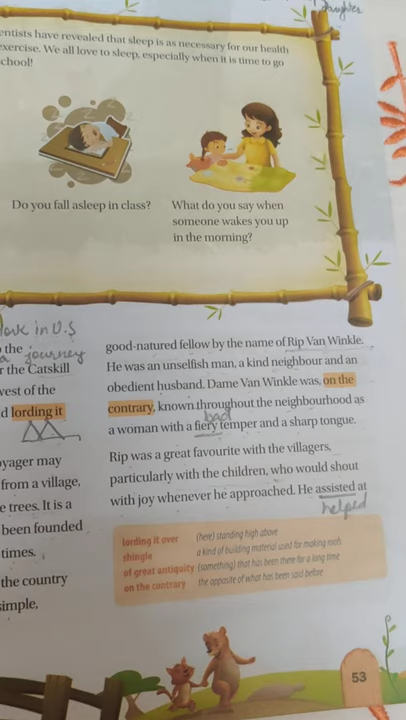 daughter
entists have revealed that sleep is as necessary for our health
exercise. We all love to sleep, especially when it is time to go
chool!
Do you fall asleep in class?
What do you say when
someone wakes you up
in the morning?
in U.S
the
a journey
r the Catskill
vest of the
d lording it
oyager may
from a village,
e trees. It is a
been founded
times.
the country
simple,
good-natured fellow by the name of Rip Van Winkle.
He was an unselfish man, a kind neighbour and an
obedient husband. Dame Van Winkle was, on the
contrary, known throughout the neighbourhood as
bad
a woman with a fiery temper and a sharp tongue.
Rip was a great favourite with the villagers,
particularly with the children, who would shout
with joy whenever he approached. He assisted at
helped
lording it over (here) standing high above
shingle a kind of building material used for making roofs
of great antiquity (something) that has been there for a long time
on the contrary the opposite of what has been said before
53